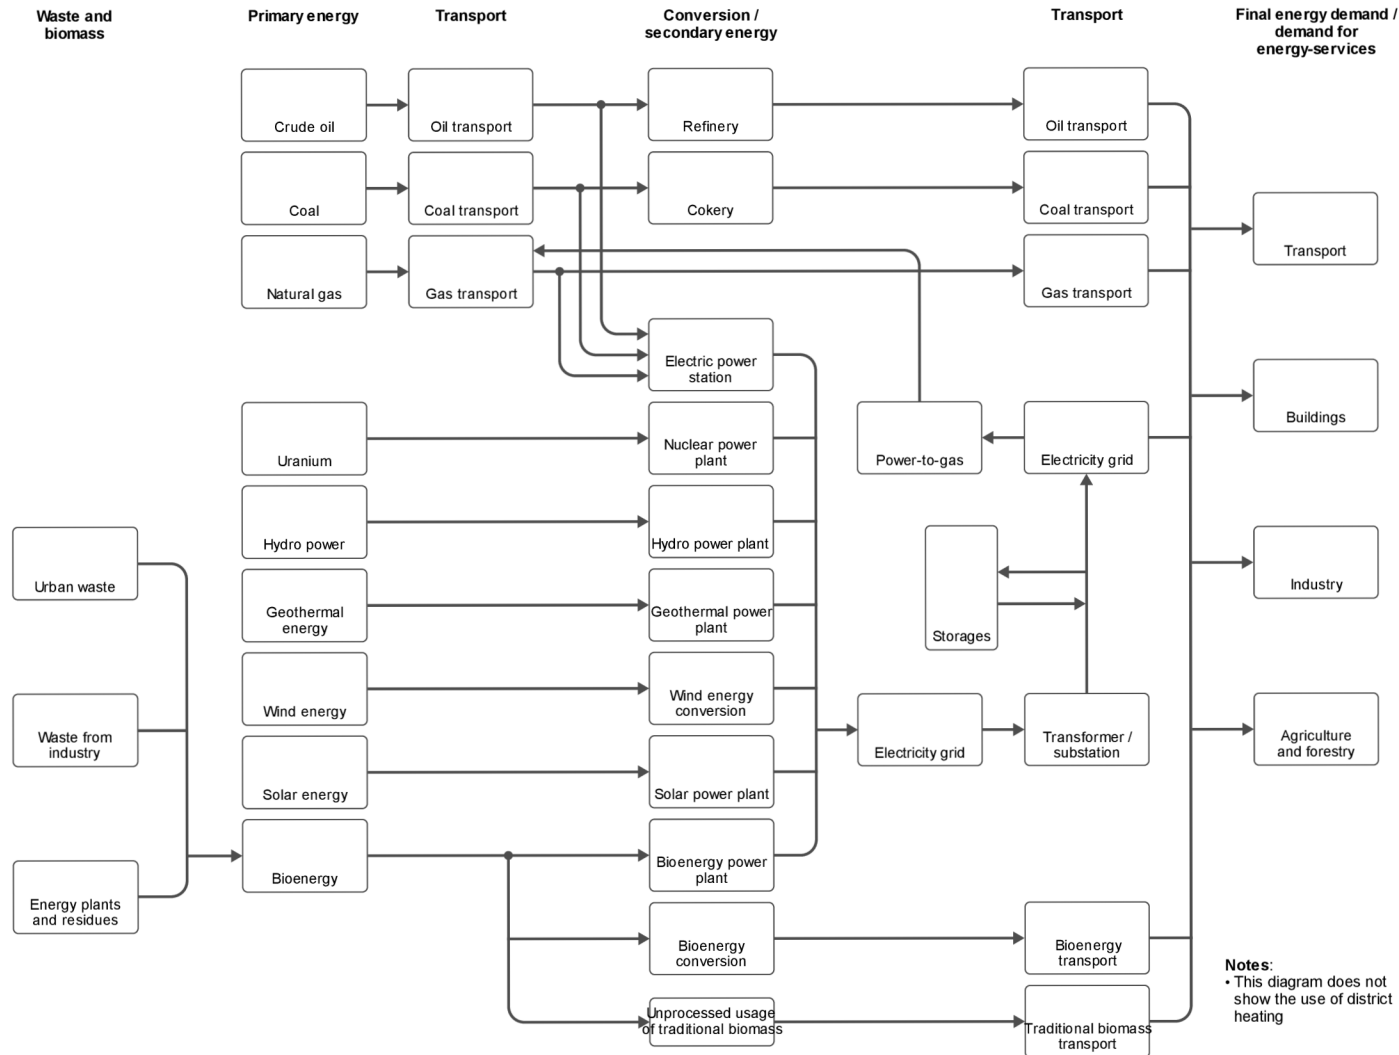 Waste and
biomass
Primary energy
Transport
Conversion /
secondary energy
Transport
Final energy demand /
demand for
energy-services
Crude oil
Oil transport
Refinery
Oil transport
Coal
Coal transport
Cokery
Coal transport
Transport
Natural gas
Gas transport
Gas transport
Electric power
station
Buildings
Uranium
Nuclear power
plant
Power-to-gas
Electricity grid
Hydro power
Hydro power plant
Urban waste
Industry
Geothermal
energy
Geothermal power
plant
Storages
Wind energy
Wind energy
conversion
Waste from
industry
Electricity grid
Transformer /
substation
Agriculture
and forestry
Solar energy
Solar power plant
Bioenergy
Bioenergy power
plant
Energy plants
and residues
Bioenergy
conversion
Bioenergy
transport
Unprocessed usage
of traditional biomass
Traditional biomass
transport
Notes:
• This diagram does not
show the use of district
heating